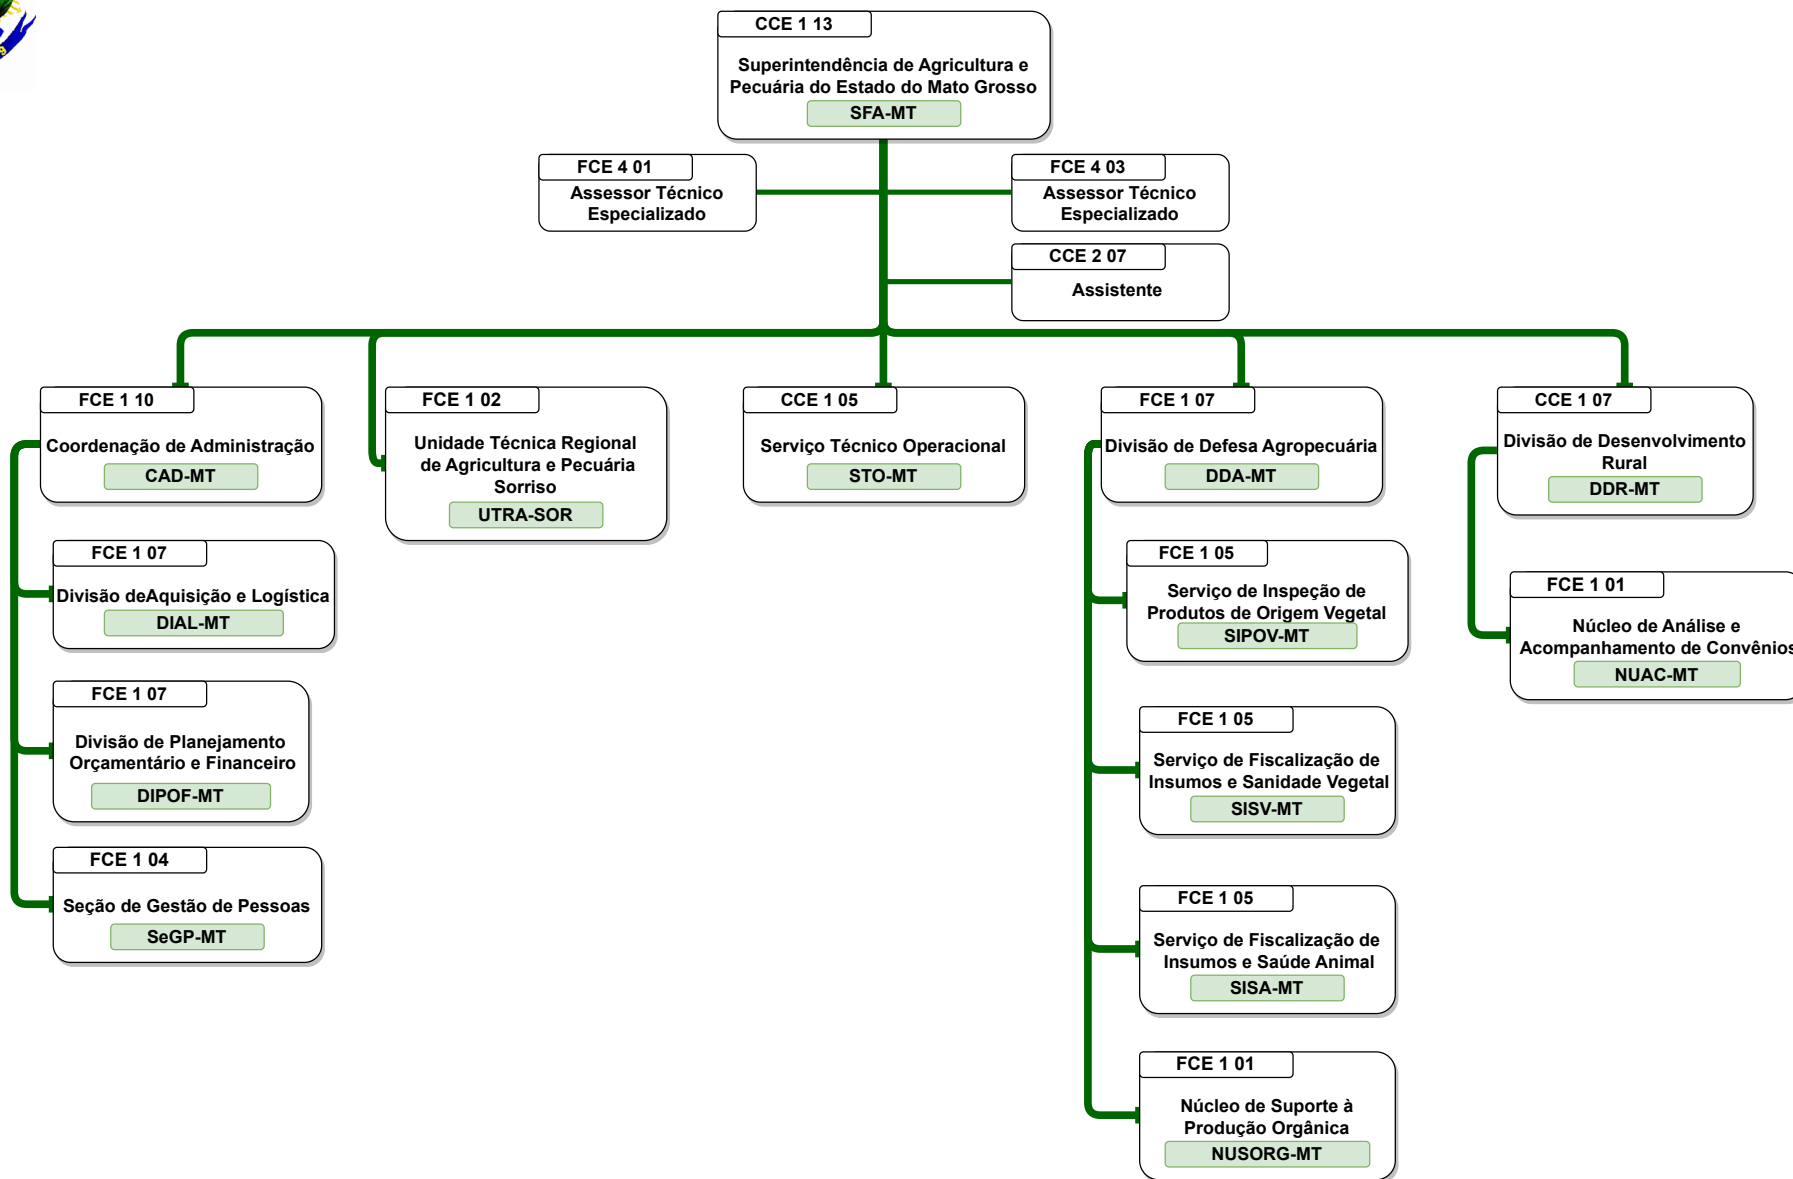 CCE 1 13
Superintendência de Agricultura e
Pecuária do Estado do Mato Grosso
SFA-MT
FCE 4 01
Assessor Técnico
Especializado
FCE 4 03
Assessor Técnico
Especializado
CCE 2 07
Assistente
FCE 1 10
Coordenação de Administração
CAD-MT
FCE 1 07
Divisão deAquisição e Logística
DIAL-MT
FCE 1 07
Divisão de Planejamento
Orçamentário e Financeiro
DIPOF-MT
FCE 1 04
Seção de Gestão de Pessoas
SeGP-MT
FCE 1 02
Unidade Técnica Regional
de Agricultura e Pecuária
Sorriso
UTRA-SOR
CCE 1 05
Serviço Técnico Operacional
STO-MT
FCE 1 07
Divisão de Defesa Agropecuária
DDA-MT
FCE 1 05
Serviço de Inspeção de
Produtos de Origem Vegetal
SIPOV-MT
FCE 1 05
Serviço de Fiscalização de
Insumos e Sanidade Vegetal
SISV-MT
FCE 1 05
Serviço de Fiscalização de
Insumos e Saúde Animal
SISA-MT
FCE 1 01
Núcleo de Suporte à
Produção Orgânica
NUSORG-MT
CCE 1 07
Divisão de Desenvolvimento
Rural
DDR-MT
FCE 1 01
Núcleo de Análise e
Acompanhamento de Convênios
NUAC-MT